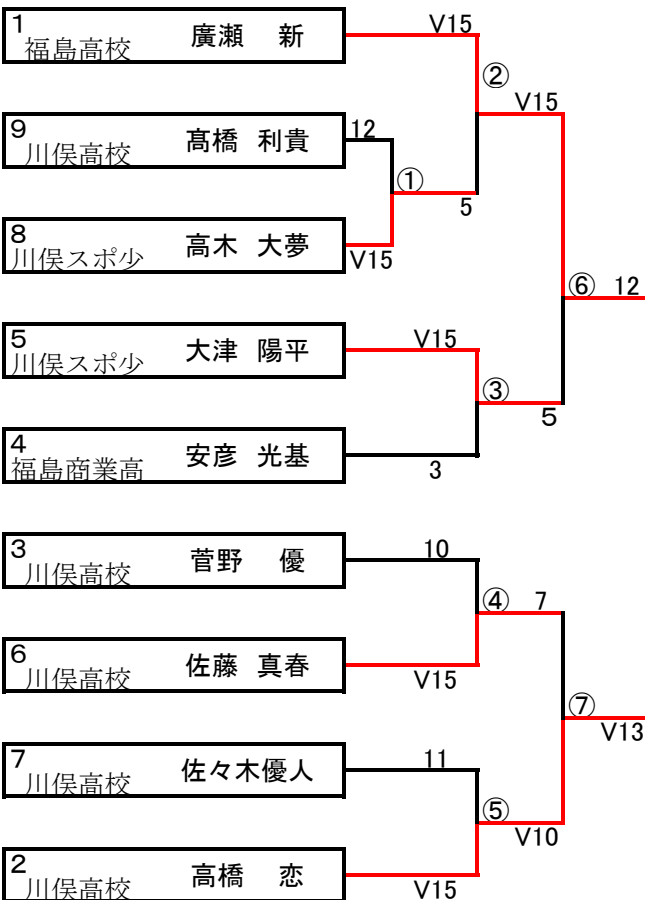 1
福島高校 廣瀬 新
V15
②
V15
9
川俣高校 髙橋 利貴
12
①
5
8
川俣スポ少 高木 大夢
V15
⑥ 12
5
川俣スポ少 大津 陽平
V15
③
5
4
福島商業高 安彦 光基
3
3
川俣高校 菅野 優
10
④ 7
6
川俣高校 佐藤 真春
V15
⑦
V13
7
川俣高校 佐々木優人
11
⑤
V10
2
川俣高校 高橋 恋
V15